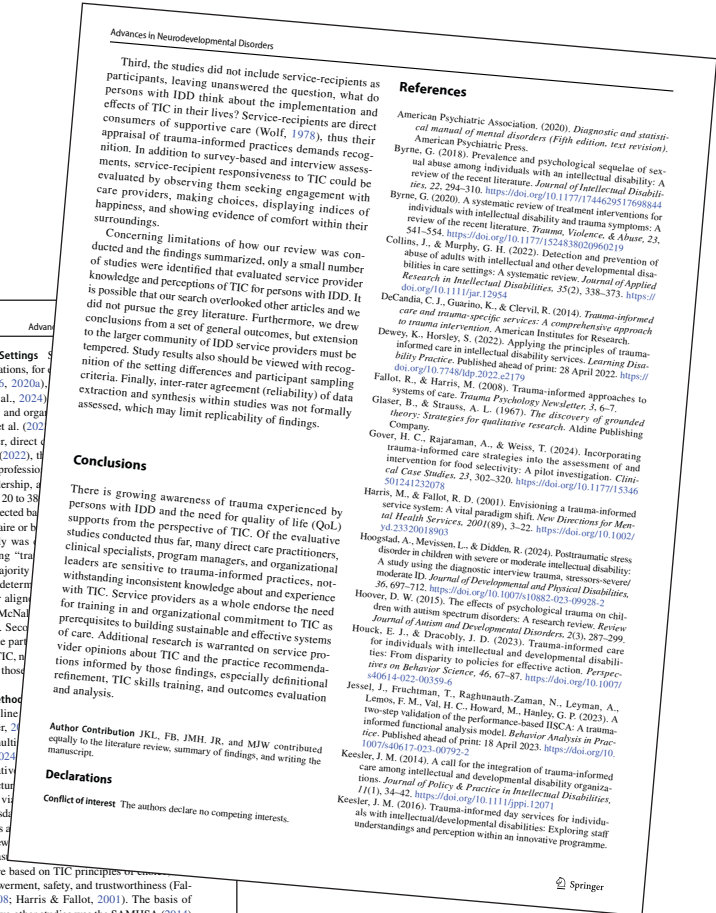 Advances in Neurodevelopmental Disorders
Third, the studies did not include service-recipients as
participants, leaving unanswered the question, what do
persons with IDD think about the implementation and
effects of TIC in their lives? Service-recipients are direct
consumers of supportive care (Wolf, 1978), thus their
appraisal of trauma-informed practices demands recog-
nition. In addition to survey-based and interview assess-
ments, service-recipient responsiveness to TIC could be
evaluated by observing them seeking engagement with
care providers, making choices, displaying indices of
happiness, and showing evidence of comfort within their
surroundings.
Concerning limitations of how our review was con-
ducted and the findings summarized, only a small number
of studies were identified that evaluated service provider
knowledge and perceptions of TIC for persons with IDD. It
is possible that our search overlooked other articles and we
did not pursue the grey literature. Furthermore, we drew
conclusions from a set of general outcomes, but extension
to the larger community of IDD service providers must be
tempered. Study results also should be viewed with recog-
nition of the setting differences and participant sampling
criteria. Finally, inter-rater agreement (reliability) of data
extraction and synthesis within studies was not formally
assessed, which may limit replicability of findings.
Conclusions
There is growing awareness of trauma experienced by
persons with IDD and the need for quality of life (QoL)
supports from the perspective of TIC. Of the evaluative
studies conducted thus far, many direct care practitioners,
clinical specialists, program managers, and organizational
leaders are sensitive to trauma-informed practices, not-
withstanding inconsistent knowledge about and experience
with TIC. Service providers as a whole endorse the need
for training in and organizational commitment to TIC as
prerequisites to building sustainable and effective systems
of care. Additional research is warranted on service pro-
vider opinions about TIC and the practice recommenda-
tions informed by those findings, especially definitional
refinement, TIC skills training, and outcomes evaluation
and analysis.
Author Contribution JKL, FB, JMH. JR, and MJW contributed
equally to the literature review, summary of findings, and writing the
manuscript.
Declarations
Conflict of interest The authors declare no competing interests.
References
American Psychiatric Association. (2020). Diagnostic and statisti-
cal manual of mental disorders (Fifth edition, text revision).
American Psychiatric Press.
Byrne, G. (2018). Prevalence and psychological sequelae of sex-
ual abuse among individuals with an intellectual disability: A
review of the recent literature. Journal of Intellectual Disabili-
ties, 22, 294–310. https://doi.org/10.1177/1744629517698844
Byrne, G. (2020). A systematic review of treatment interventions for
individuals with intellectual disability and trauma symptoms: A
review of the recent literature. Trauma, Violence, & Abuse, 23,
541–554. https://doi.org/10.1177/1524838020960219
Collins, J., & Murphy, G. H. (2022). Detection and prevention of
abuse of adults with intellectual and other developmental disa-
bilities in care settings: A systematic review. Journal of Applied
Research in Intellectual Disabilities, 35(2), 338–373. https://
doi.org/10.1111/jar.12954
DeCandia, C. J., Guarino, K., & Clervil, R. (2014). Trauma-informed
care and trauma-specific services: A comprehensive approach
to trauma intervention. American Institutes for Research.
Dewey, K., Horsley, S. (2022). Applying the principles of trauma-
informed care in intellectual disability services. Learning Disa-
bility Practice. Published ahead of print: 28 April 2022. https://
doi.org/10.7748/ldp.2022.e2179
Fallot, R., & Harris, M. (2008). Trauma-informed approaches to
systems of care. Trauma Psychology Newsletter, 3, 6–7.
Glaser, B., & Strauss, A. L. (1967). The discovery of grounded
theory: Strategies for qualitative research. Aldine Publishing
Company.
Gover, H. C., Rajaraman, A., & Weiss, T. (2024). Incorporating
trauma-informed care strategies into the assessment of and
intervention for food selectivity: A pilot investigation. Clini-
cal Case Studies, 23, 302–320. https://doi.org/10.1177/15346
501241232078
Harris, M., & Fallot, R. D. (2001). Envisioning a trauma-informed
service system: A vital paradigm shift. New Directions for Men-
tal Health Services, 2001(89), 3–22. https://doi.org/10.1002/
yd.23320018903
Hoogstad, A., Mevissen, L., & Didden, R. (2024). Posttraumatic stress
disorder in children with severe or moderate intellectual disability:
A study using the diagnostic interview trauma, stressors-severe/
moderate ID. Journal of Developmental and Physical Disabilities,
36, 697–712. https://doi.org/10.1007/s10882-023-09928-2
Hoover, D. W. (2015). The effects of psychological trauma on chil-
dren with autism spectrum disorders: A research review. Review
Journal of Autism and Developmental Disorders, 2(3), 287–299.
Houck, E. J., & Dracobly, J. D. (2023). Trauma-informed care
for individuals with intellectual and developmental disabili-
ties: From disparity to policies for effective action. Perspec-
tives on Behavior Science, 46, 67–87. https://doi.org/10.1007/
s40614-022-00359-6
Jessel, J., Fruchtman, T., Raghunauth-Zaman, N., Leyman, A.,
Lemos, F. M., Val, H. C., Howard, M., Hanley, G. P. (2023). A
two-step validation of the performance-based IISCA: A trauma-
informed functional analysis model. Behavior Analysis in Prac-
tice. Published ahead of print: 18 April 2023. https://doi.org/10.
1007/s40617-023-00792-2
Keesler, J. M. (2014). A call for the integration of trauma-informed
care among intellectual and developmental disability organiza-
tions. Journal of Policy & Practice in Intellectual Disabilities,
11(1), 34–42. https://doi.org/10.1111/jppi.12071
Keesler, J. M. (2016). Trauma-informed day services for individu-
als with intellectual/developmental disabilities: Exploring staff
understandings and perception within an innovative programme.
Springer
Settings
2020a),
et al. (202
(2022), th
20 to 38
based on TIC principles of
werment, safety, and trustworthiness (Fal-
08; Harris & Fallot, 2001). The basis of